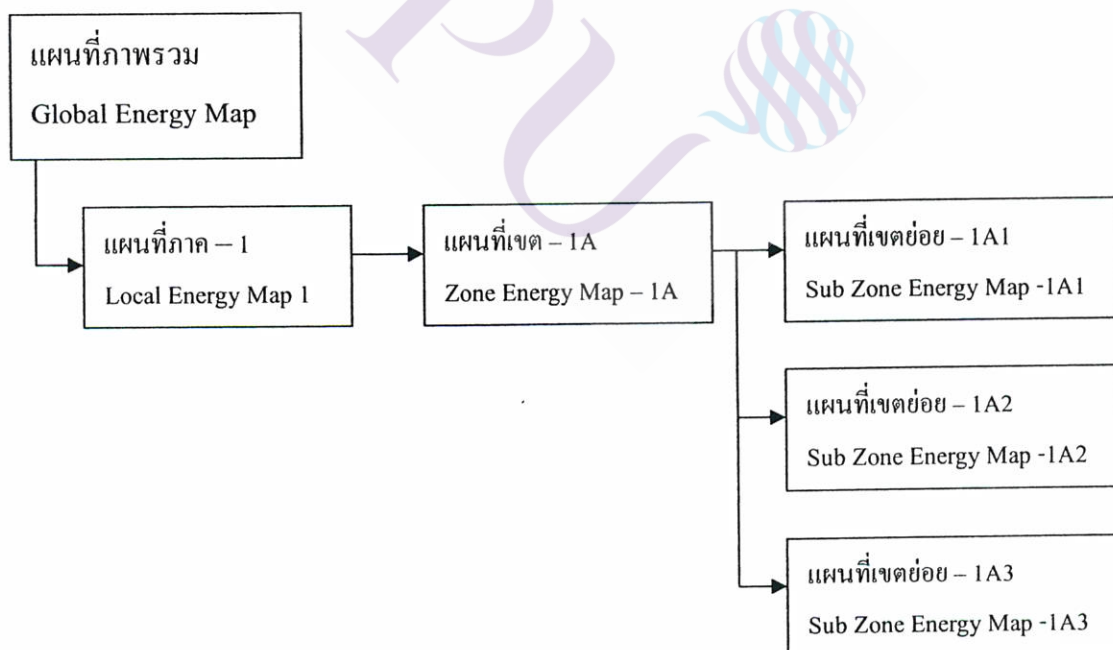 แผนที่ภาพรวม
Global Energy Map
แผนที่ภาค – 1
Local Energy Map 1
แผนที่เขต – 1A
Zone Energy Map – 1A
แผนที่เขตย่อย – 1A1
Sub Zone Energy Map -1A1
แผนที่เขตย่อย – 1A2
Sub Zone Energy Map -1A2
แผนที่เขตย่อย – 1A3
Sub Zone Energy Map -1A3